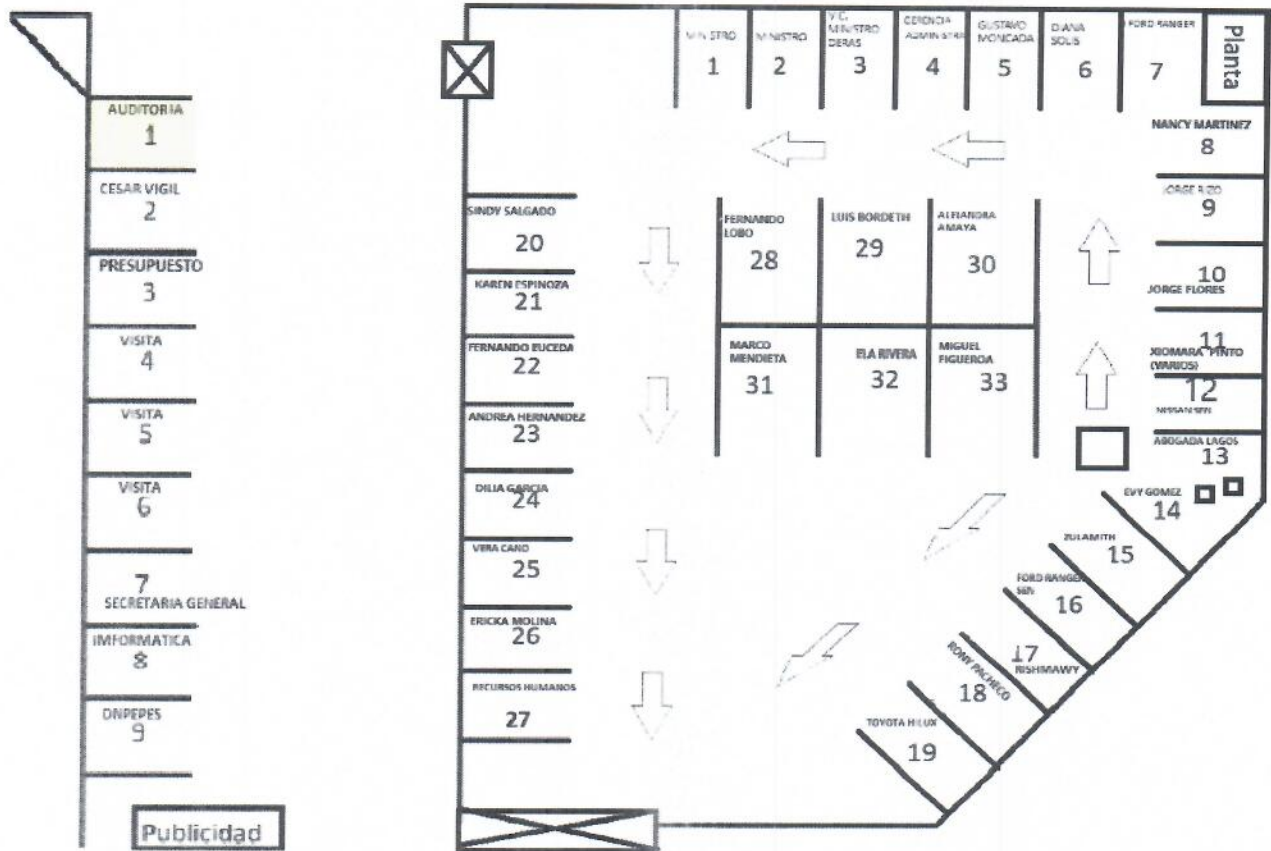 AUDITORIA
1
CESAR VIGIL
2
PRESUPUESTO
3
VISITA
4
VISITA
5
VISITA
6
7
SECRETARIA GENERAL
IMFORMATICA
8
DNPEPES
9
Publicidad
MINISTRO
1
MINISTRO
2
VIC.
MINISTRO
DERAS
3
GERENCIA
ADMINISTRA
4
GUSTAVO
MONCADA
5
DIANA
SOLIS
6
FORD RANGER
7
Planta
NANCY MARTINEZ
8
JORGE RIZO
9
10
JORGE FLORES
11
XIOMARA PINTO
(VARIOS)
12
NISSAN SEN
ABOGADA LAGOS
13
EVY GOMEZ
14
ZULAMITH
15
FORD RANGER
SEN
16
17
RISHMAWY
RONY PACHECO
18
TOYOTA HILUX
19
SINDY SALGADO
20
KAREN ESPINOZA
21
FERNANDO EUCEDA
22
ANDREA HERNANDEZ
23
DILIA GARCIA
24
VERA CANO
25
ERICKA MOLINA
26
RECURSOS HUMANOS
27
FERNANDO
LOBO
28
LUIS BORDETH
29
ALEJANDRA
AMAYA
30
MARCO
MENDIETA
31
ELA RIVERA
32
MIGUEL
FIGUEROA
33